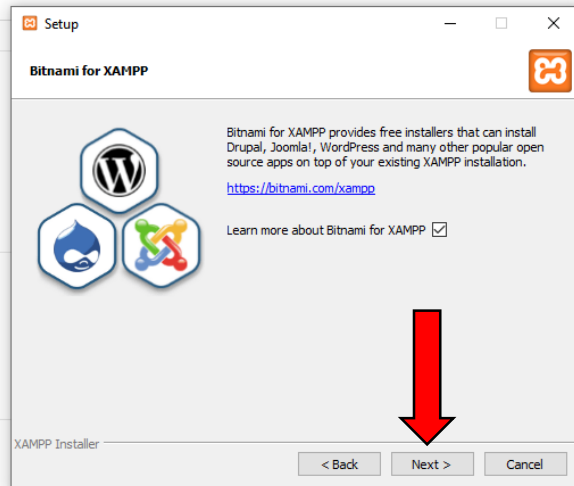 Setup
Bitnami for XAMPP
Bitnami for XAMPP provides free installers that can install
Drupal, Joomla!, WordPress and many other popular open
source apps on top of your existing XAMPP installation.
https://bitnami.com/xampp
Learn more about Bitnami for XAMPP
XAMPP Installer
< Back Next > Cancel